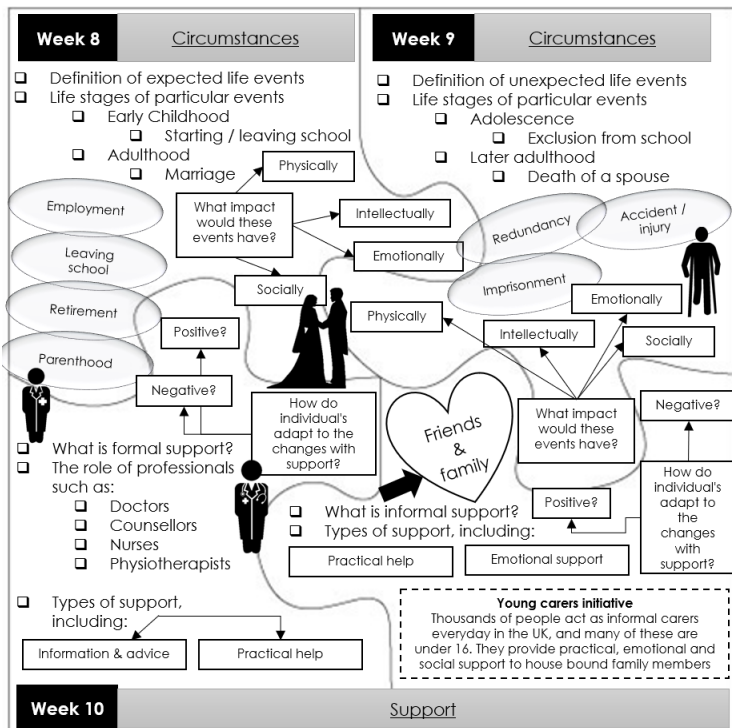 Week 8
Circumstances
❑ Definition of expected life events
❑ Life stages of particular events
❑ Early Childhood
❑ Starting / leaving school
❑ Adulthood
❑ Marriage
Physically
What impact
would these
events have?
Intellectually
Emotionally
Socially
Employment
Leaving
school
Retirement
Parenthood
Positive?
Negative?
How do
individual's
adapt to the
changes with
support?
Week 9
Circumstances
❑ Definition of unexpected life events
❑ Life stages of particular events
❑ Adolescence
❑ Exclusion from school
❑ Later adulthood
❑ Death of a spouse
Redundancy
Accident /
injury
Imprisonment
Emotionally
Physically
Intellectually
Socially
What impact
would these
events have?
Negative?
How do
individual's
adapt to
the
changes
with
support?
Positive?
❑ What is formal support?
❑ The role of professionals
such as:
❑ Doctors
❑ Counsellors
❑ Nurses
❑ Physiotherapists
❑ Types of support,
including:
Information & advice
Practical help
Friends
&
family
❑ What is informal support?
❑ Types of support, including:
Practical help
Emotional support
Young carers initiative
Thousands of people act as informal carers
everyday in the UK, and many of these are
under 16. They provide practical, emotional and
social support to house bound family members
Week 10
Support